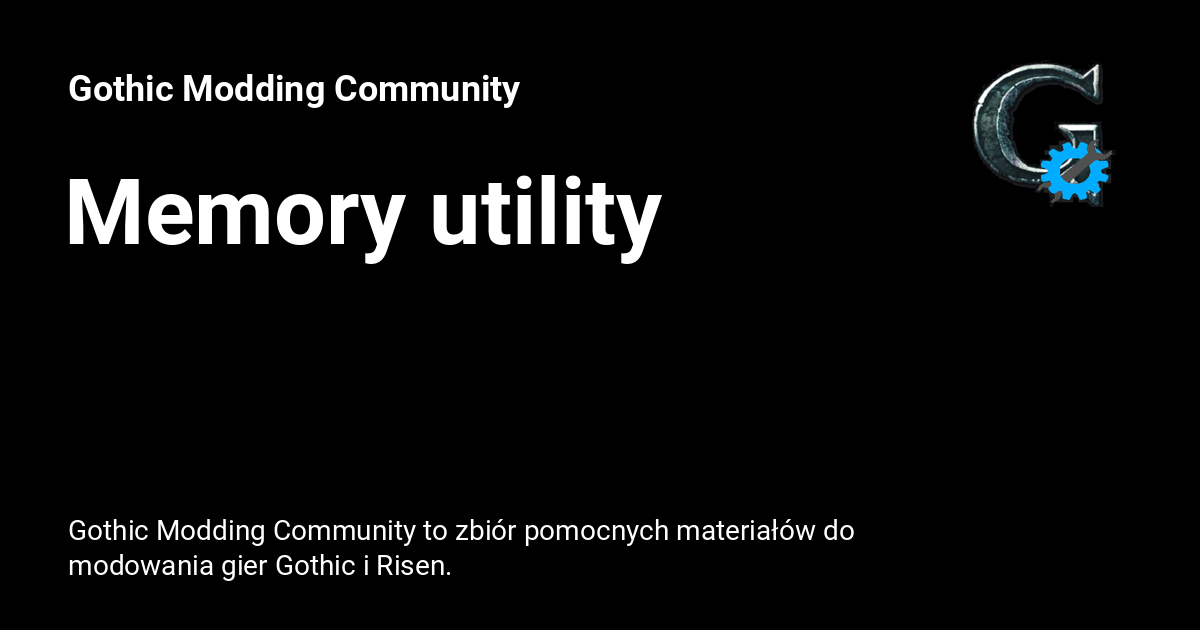 Gothic Modding Community
Memory utility
Gothic Modding Community to zbiór pomocnych materiałów do
modowania gier Gothic i Risen.